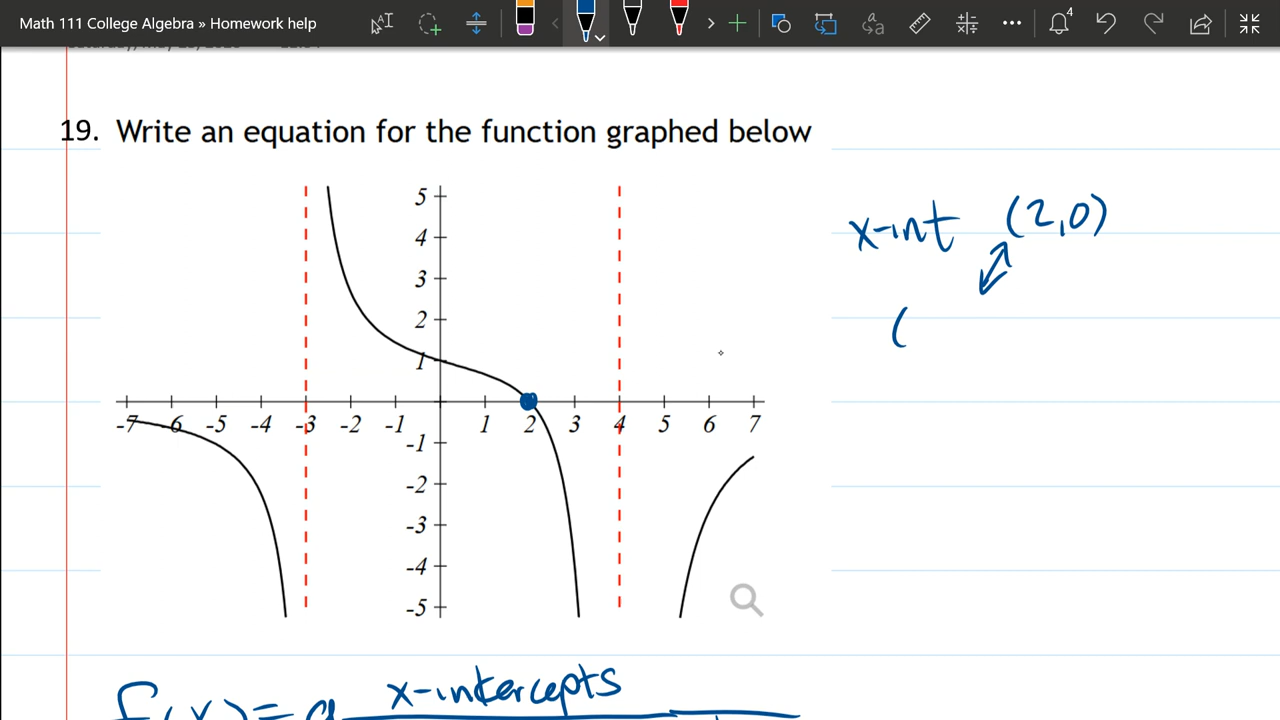 Math 111 College Algebra » Homework help
4
19. Write an equation for the function graphed below
x-int (2,0)
(
5
4
3
2
1
-7 -6 -5 -4 -3 -2 -1 1 2 3 4 5 6 7
-1
-2
-3
-4
-5
x-intercepts
f(x) = a